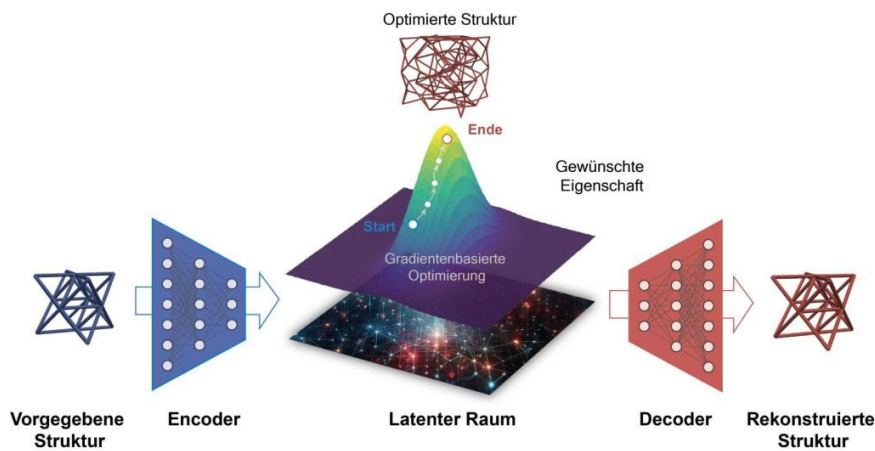 Optimierte Struktur
Ende
Gewünschte
Eigenschaft
Start
Gradientenbasierte
Optimierung
Vorgegebene
Struktur
Encoder
Latenter Raum
Decoder
Rekonstruierte
Struktur